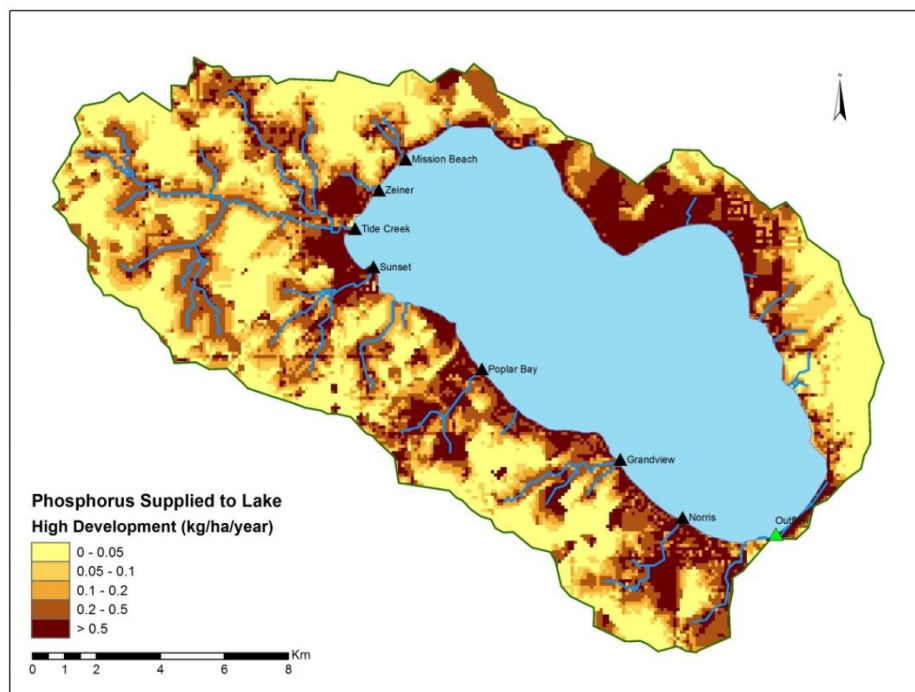 N
Mission Beach
Zeiner
Tide Creek
Sunset
Poplar Bay
Grandview
Norris
Outflow
Phosphorus Supplied to Lake
High Development (kg/ha/year)
0 - 0.05
0.05 - 0.1
0.1 - 0.2
0.2 - 0.5
> 0.5
Km
0 1 2 4 6 8